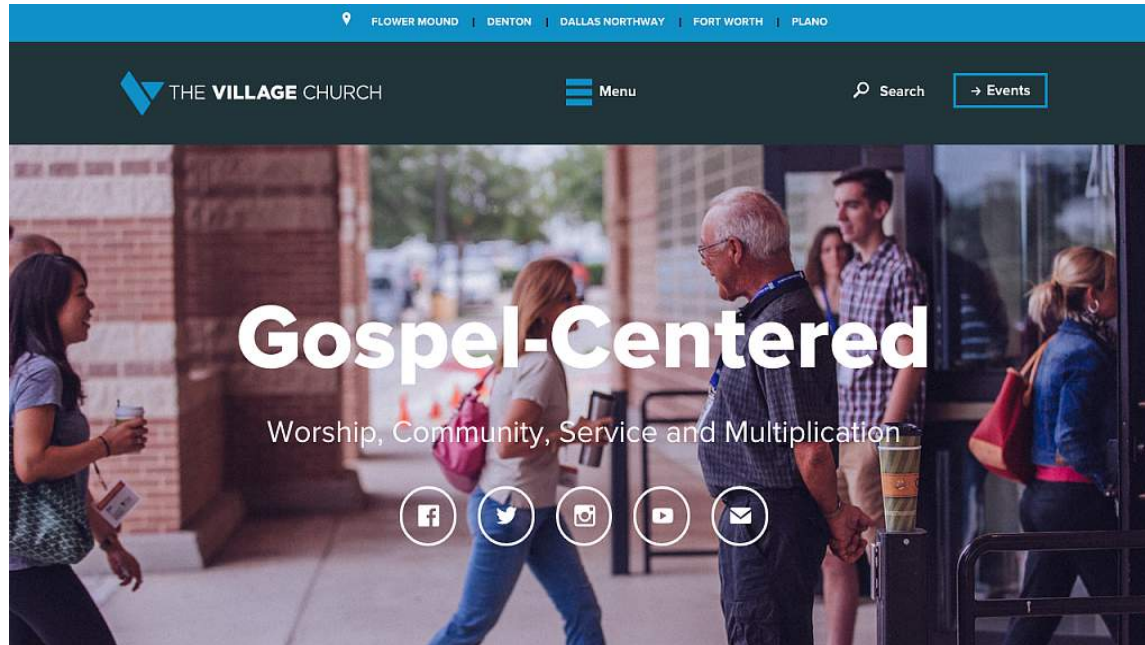 FLOWER MOUND | DENTON | DALLAS NORTHWAY | FORT WORTH | PLANO
THE VILLAGE CHURCH Menu Search → Events
Gospel-Centered
Worship, Community, Service and Multiplication